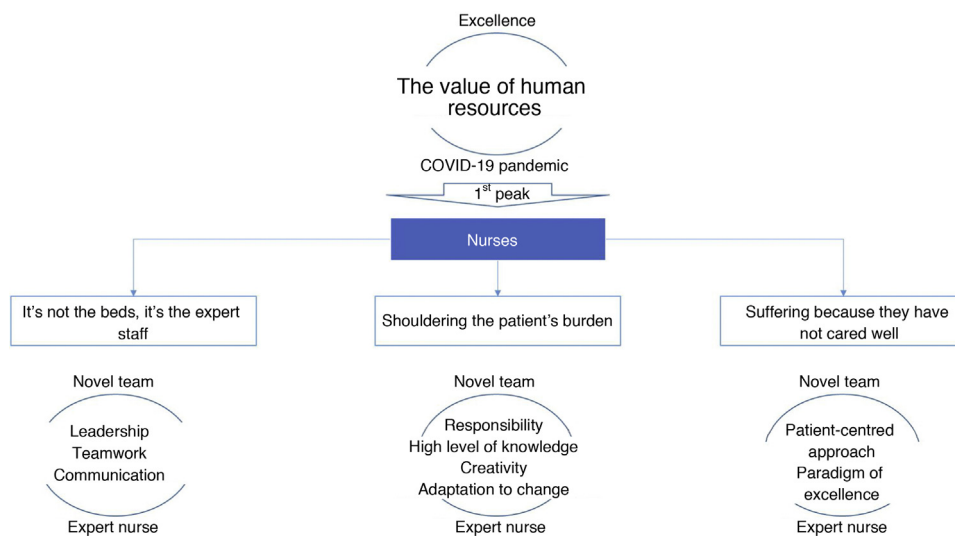 Excellence
The value of human
resources
COVID-19 pandemic
1st peak
Nurses
It's not the beds, it's the expert
staff
Shouldering the patient's burden
Suffering because they have
not cared well
Novel team
Leadership
Teamwork
Communication
Expert nurse
Novel team
Responsibility
High level of knowledge
Creativity
Adaptation to change
Expert nurse
Novel team
Patient-centred
approach
Paradigm of
excellence
Expert nurse